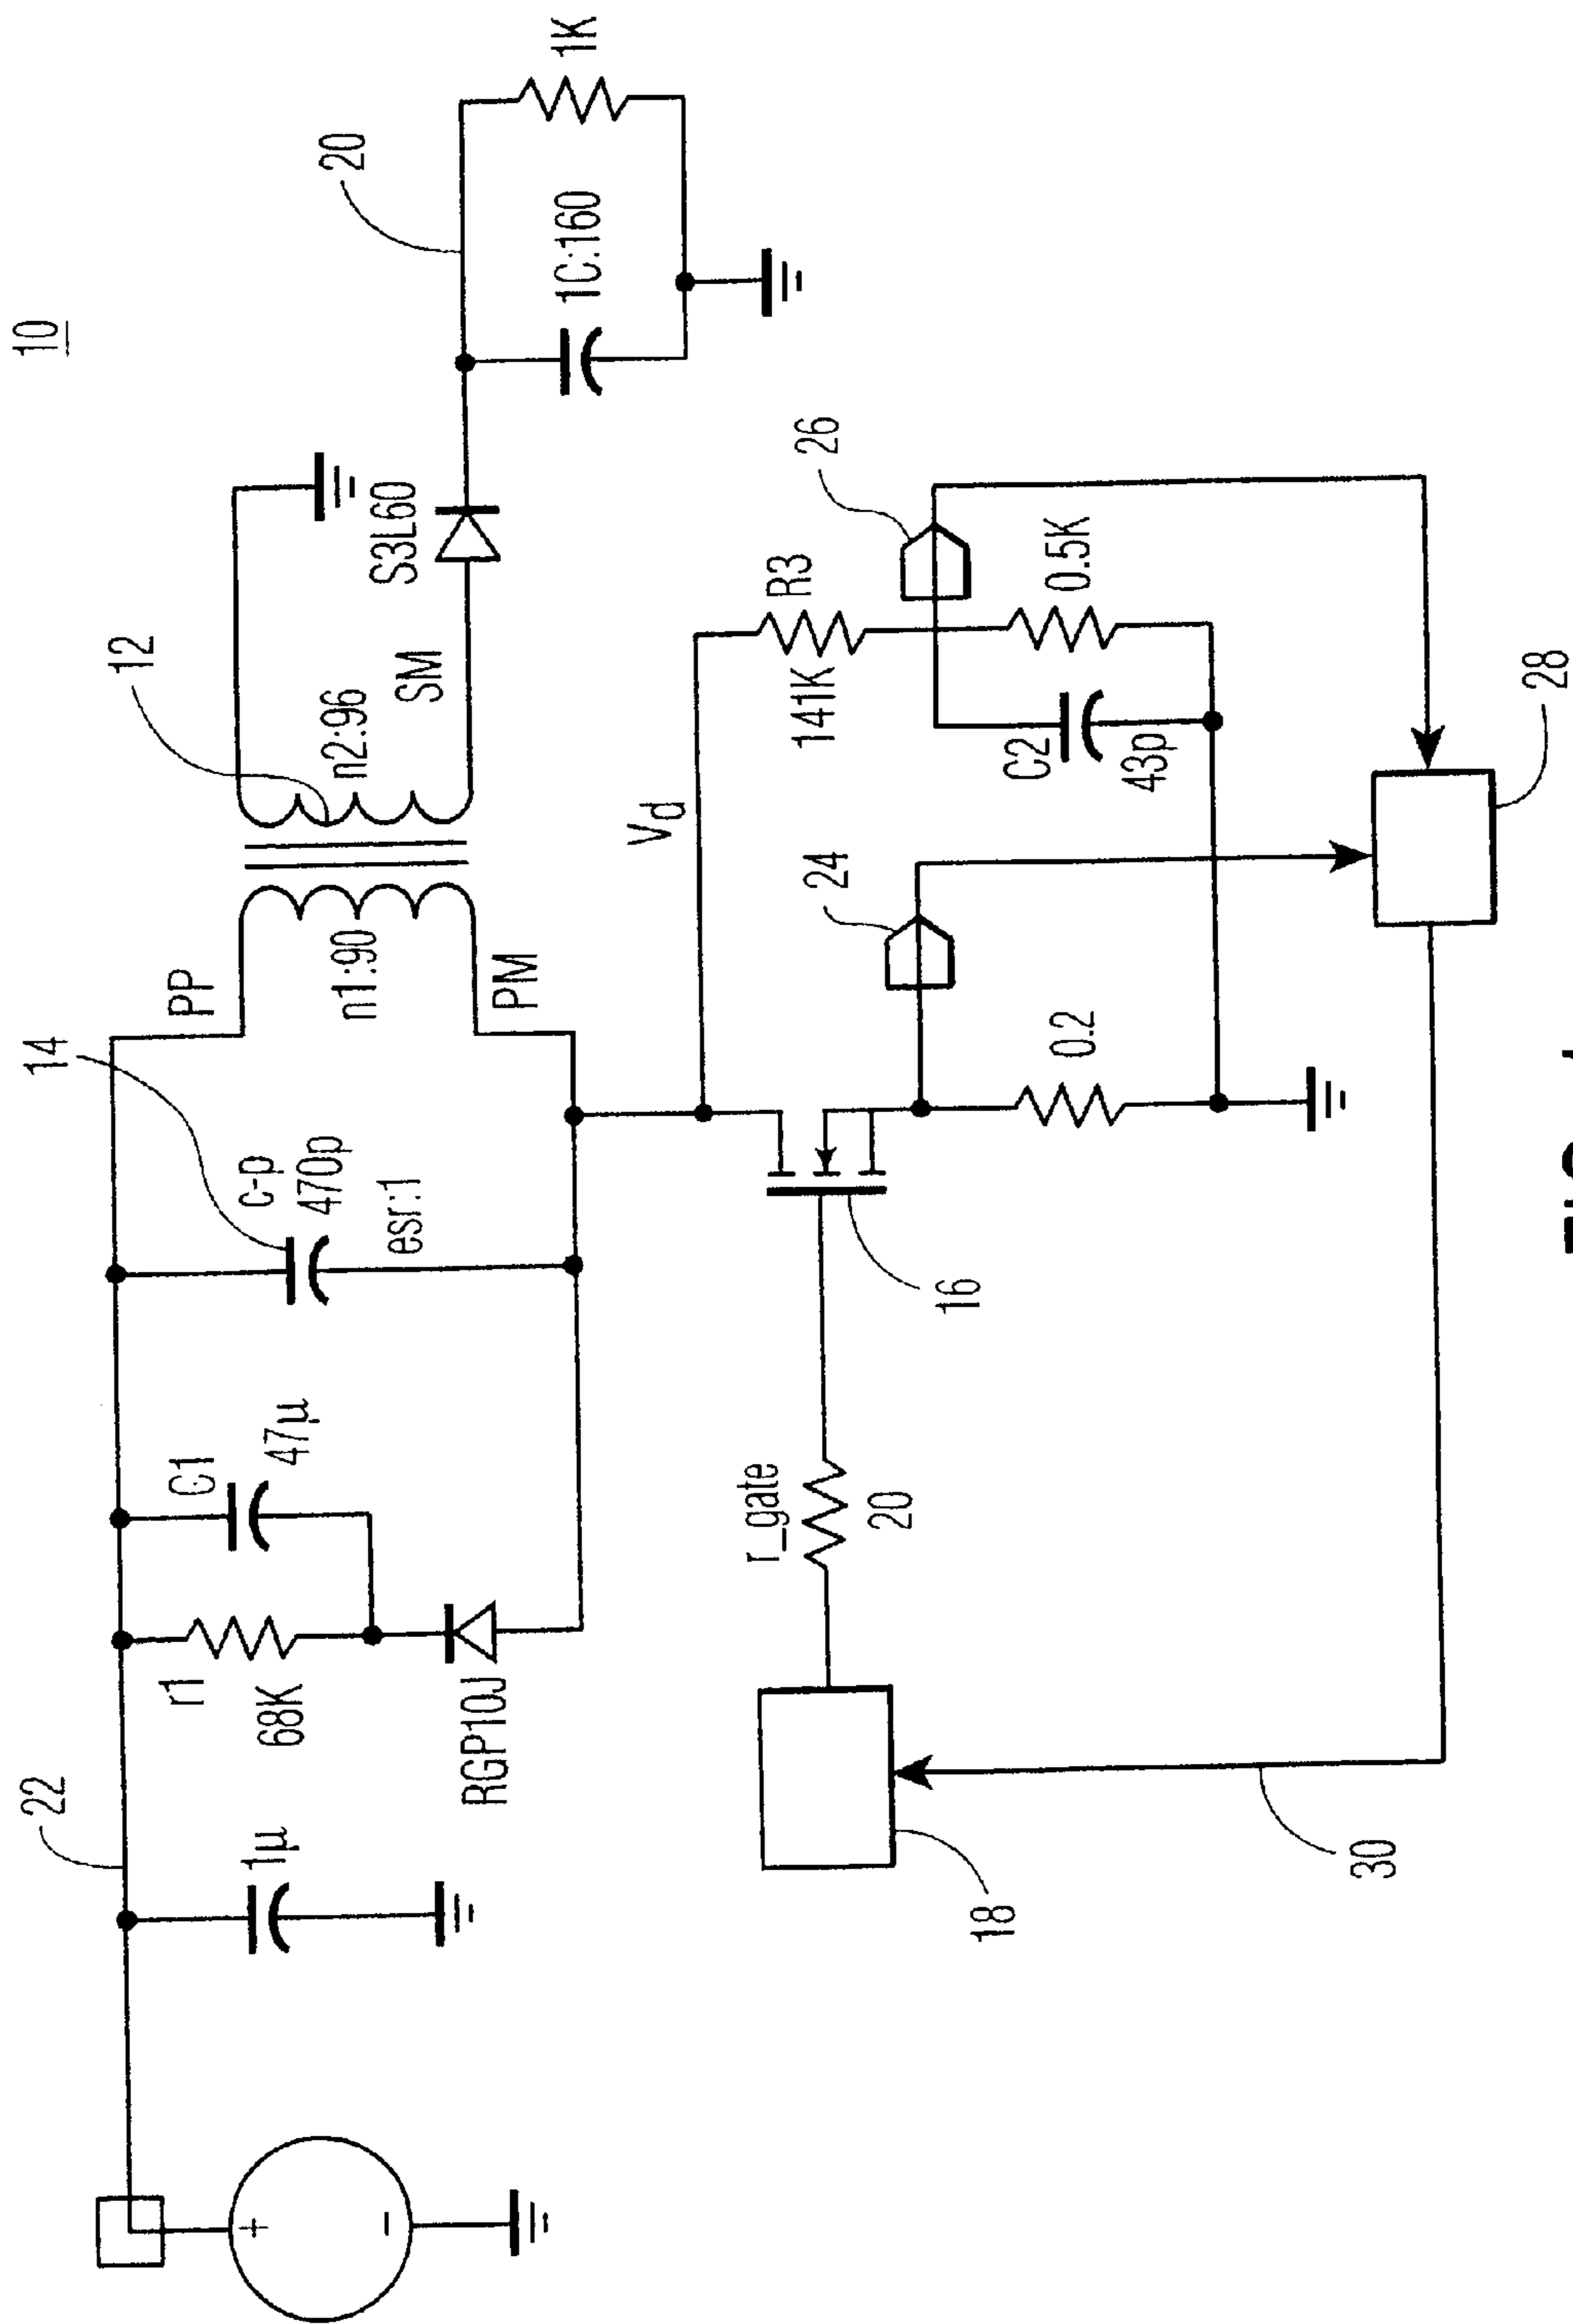 10
22
r1
68K
C1
47µ
1µ
RGP10J
14
c-p
470p
esr:1
PP
n1:90
PM
12
n2:96
SM
S3L60
20
1C:160
1K
+
-
Vd
R3
141K
26
C2
43p
0.5K
24
0.2
r_gate
20
16
18
28
30